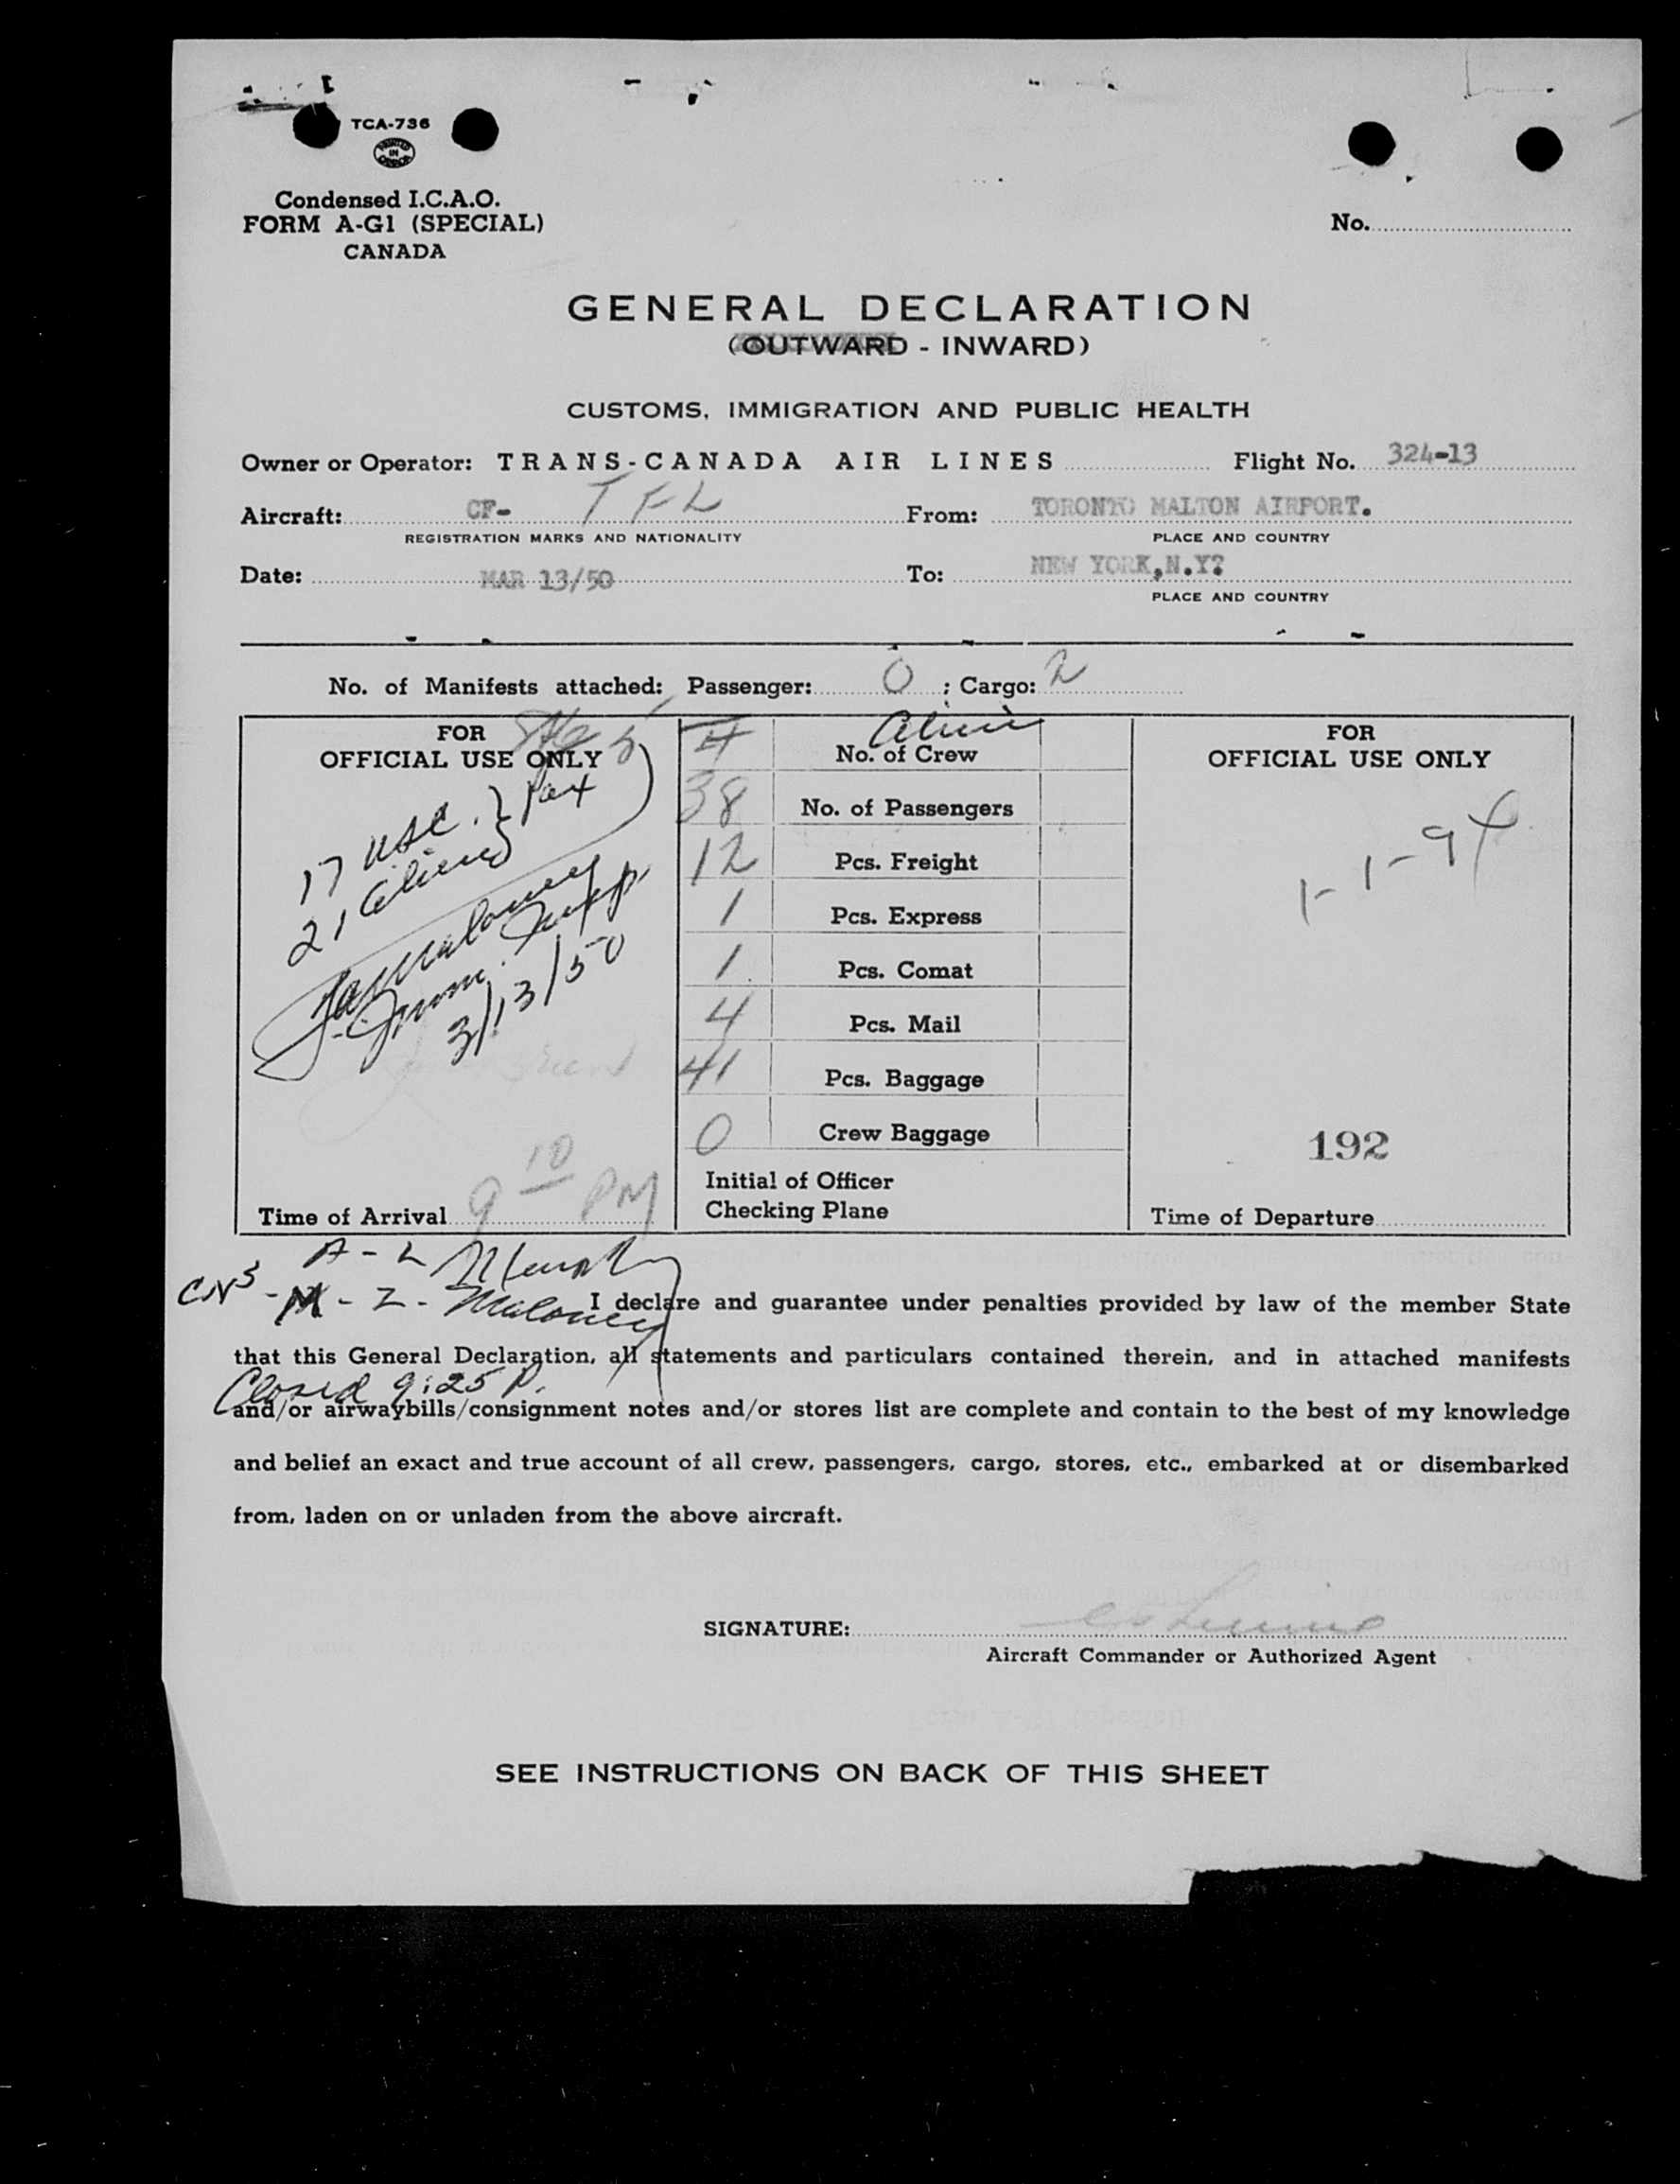 TCA-736
PRINTED IN CANADA
Condensed I.C.A.O.
FORM A-G1 (SPECIAL)
CANADA
No.
GENERAL DECLARATION
(OUTWARD - INWARD)
CUSTOMS, IMMIGRATION AND PUBLIC HEALTH
Owner or Operator: TRANS-CANADA AIR LINES Flight No. 324-13
Aircraft: CF- TFL From: TORONTO MALTON AIRPORT.
REGISTRATION MARKS AND NATIONALITY PLACE AND COUNTRY
Date: MAR 13/50 To: NEW YORK,N.Y?
PLACE AND COUNTRY
No. of Manifests attached: Passenger: 0 ; Cargo: 2
FOR
OFFICIAL USE ONLY
17 USC. } Pax
21 Aliens
Maloney
Imm. Insp.
3/13/50
Time of Arrival 9 10 PM
4 No. of Crew
38 No. of Passengers
12 Pcs. Freight
1 Pcs. Express
1 Pcs. Comat
4 Pcs. Mail
41 Pcs. Baggage
0 Crew Baggage
Initial of Officer
Checking Plane
FOR
OFFICIAL USE ONLY
1-1-94
192
Time of Departure
A - L Murphy
- M - Z - Maloney
I declare and guarantee under penalties provided by law of the member State
that this General Declaration, all statements and particulars contained therein, and in attached manifests
Closed 9:25 P.
and/or airwaybills/consignment notes and/or stores list are complete and contain to the best of my knowledge
and belief an exact and true account of all crew, passengers, cargo, stores, etc., embarked at or disembarked
from, laden on or unladen from the above aircraft.
SIGNATURE:
Aircraft Commander or Authorized Agent
SEE INSTRUCTIONS ON BACK OF THIS SHEET